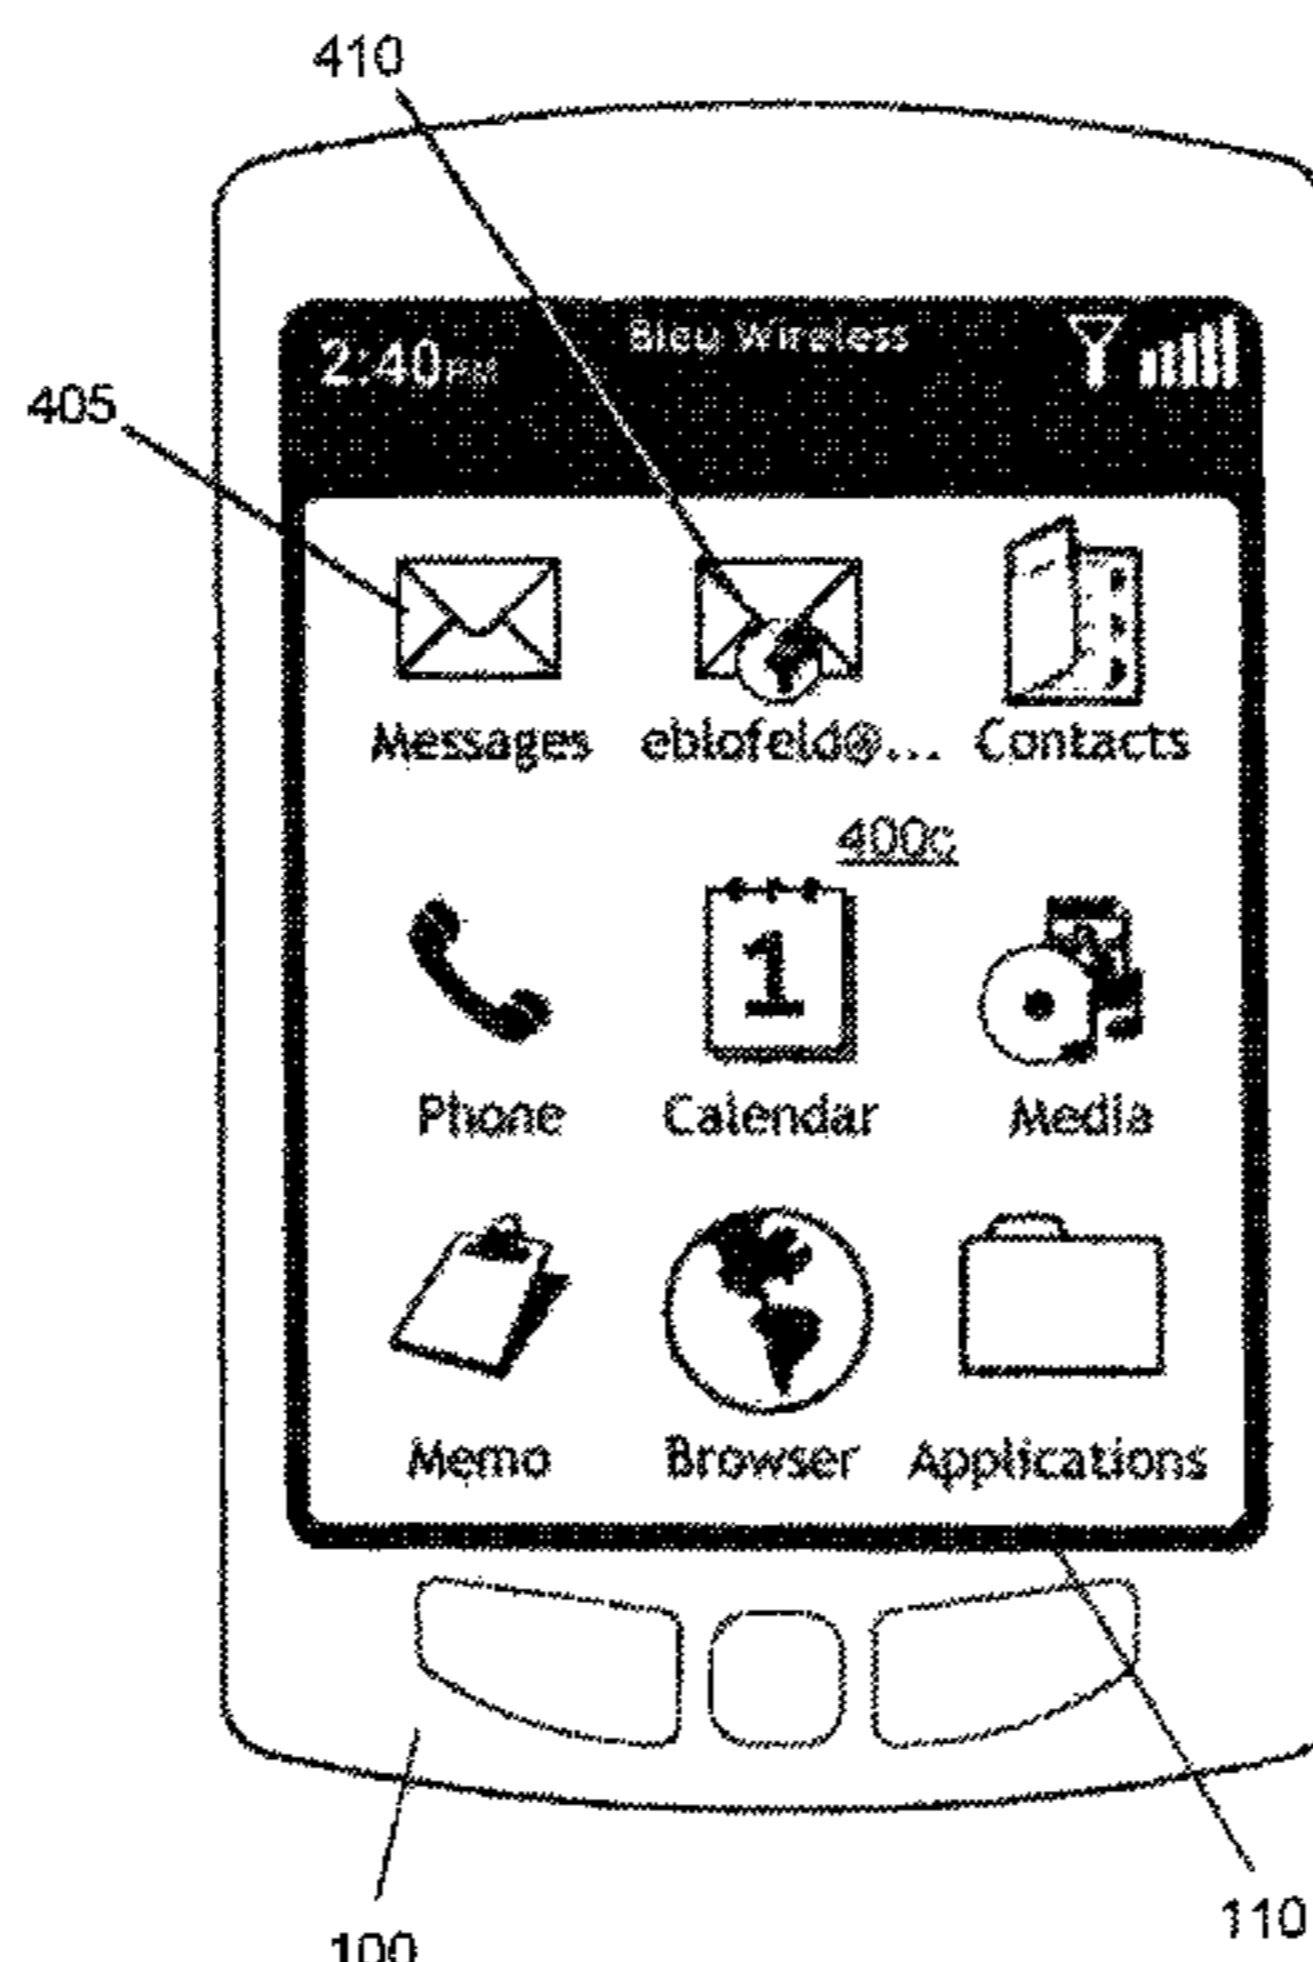 410
2:40PM Bleu Wireless
405
Messages eblofeld@... Contacts
400c
1
Phone Calendar Media
Memo Browser Applications
100
110